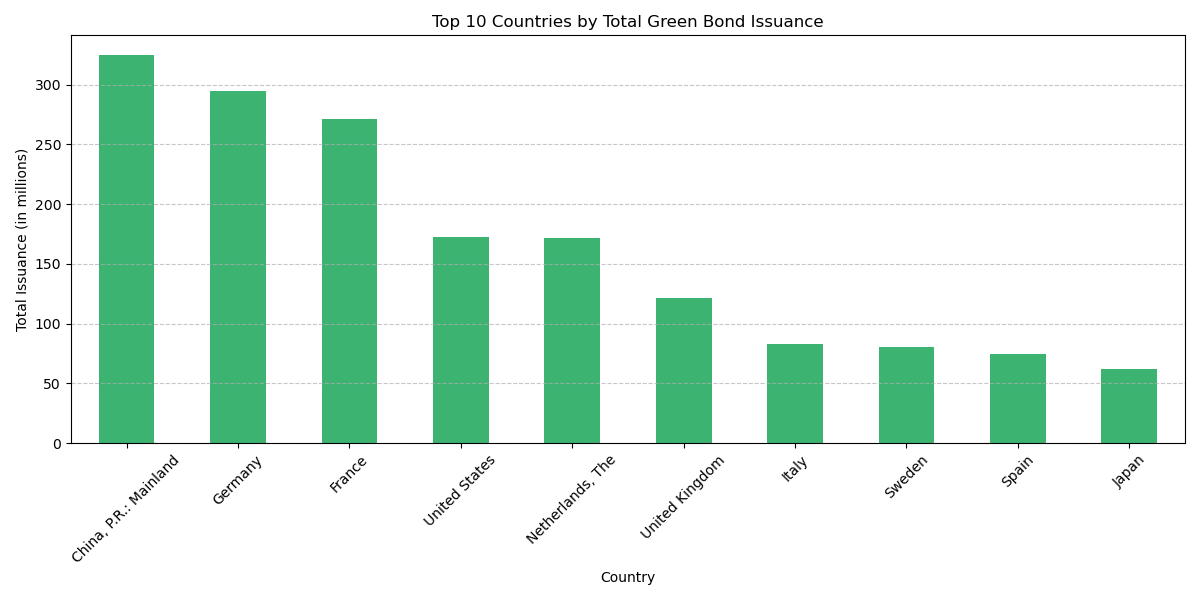 Top 10 Countries by Total Green Bond Issuance
Total Issuance (in millions)
300
250
200
150
100
50
0
China, P.R.: Mainland
Germany
France
United States
Netherlands, The
United Kingdom
Italy
Sweden
Spain
Japan
Country